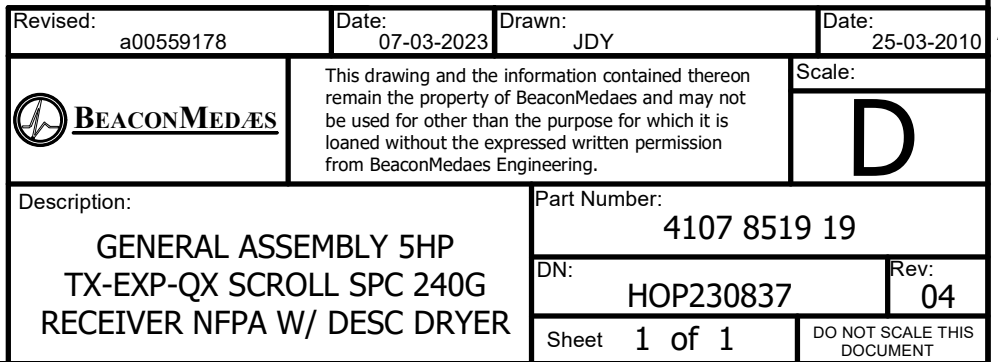 Revised:
a00559178
Date:
07-03-2023
Drawn:
JDY
Date:
25-03-2010
BEACONMEDÆS
This drawing and the information contained thereon
remain the property of BeaconMedaes and may not
be used for other than the purpose for which it is
loaned without the expressed written permission
from BeaconMedaes Engineering.
Scale:
D
Description:
GENERAL ASSEMBLY 5HP
TX-EXP-QX SCROLL SPC 240G
RECEIVER NFPA W/ DESC DRYER
Part Number:
4107 8519 19
DN:
HOP230837
Rev:
04
Sheet 1 of 1
DO NOT SCALE THIS
DOCUMENT